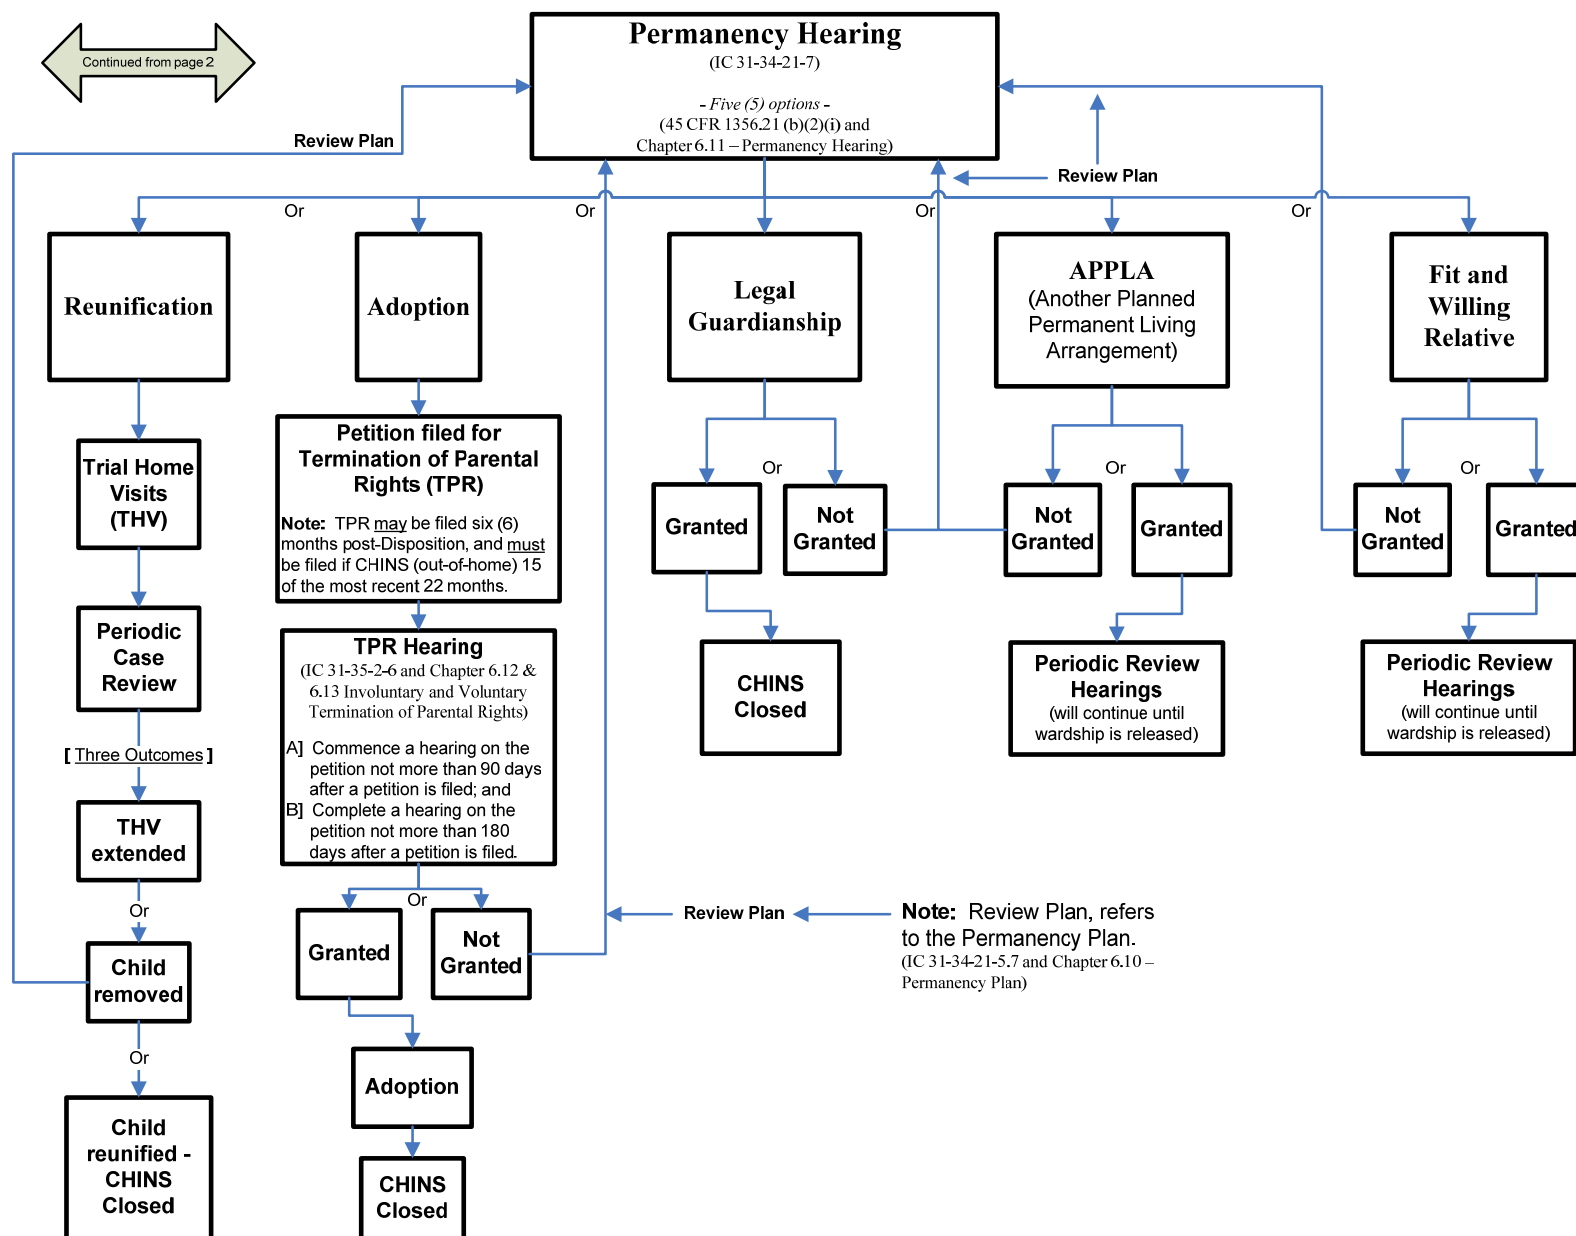 Continued from page 2
Permanency Hearing
(IC 31-34-21-7)
- Five (5) options -
(45 CFR 1356.21 (b)(2)(i) and
Chapter 6.11 – Permanency Hearing)
Review Plan
Review Plan
Or
Or
Or
Or
Reunification
Adoption
Legal
Guardianship
APPLA
(Another Planned
Permanent Living
Arrangement)
Fit and
Willing
Relative
Trial Home
Visits
(THV)
Periodic
Case
Review
[ Three Outcomes ]
THV
extended
Or
Child
removed
Or
Child
reunified -
CHINS
Closed
Petition filed for
Termination of Parental
Rights (TPR)
Note: TPR may be filed six (6)
months post-Disposition, and must
be filed if CHINS (out-of-home) 15
of the most recent 22 months.
TPR Hearing
(IC 31-35-2-6 and Chapter 6.12 &
6.13 Involuntary and Voluntary
Termination of Parental Rights)
A] Commence a hearing on the
petition not more than 90 days
after a petition is filed; and
B] Complete a hearing on the
petition not more than 180
days after a petition is filed.
Or
Granted
Not
Granted
Adoption
CHINS
Closed
Or
Granted
Not
Granted
CHINS
Closed
Or
Not
Granted
Granted
Periodic Review
Hearings
(will continue until
wardship is released)
Or
Not
Granted
Granted
Periodic Review
Hearings
(will continue until
wardship is released)
Review Plan
Note: Review Plan, refers
to the Permanency Plan.
(IC 31-34-21-5.7 and Chapter 6.10 –
Permanency Plan)